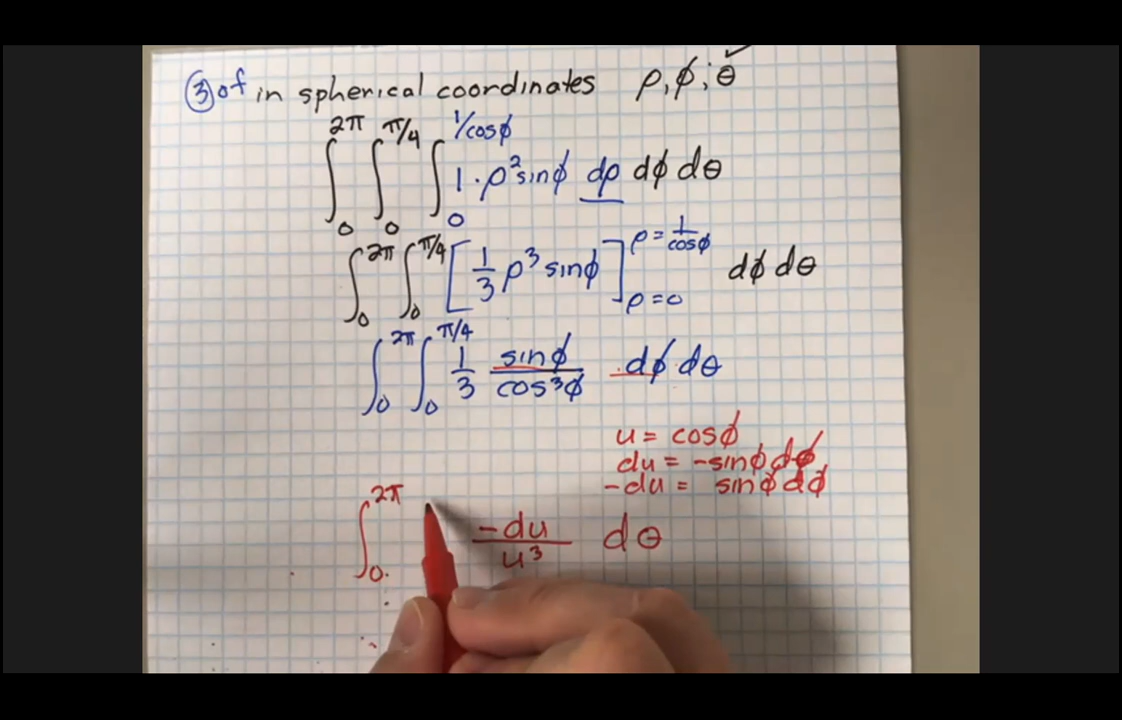 ③ of in spherical coordinates ρ, ϕ, θ ✓
∫₀^2π ∫₀^π/4 ∫₀^1/cosϕ 1 · ρ² sinϕ dρ dϕ dθ
∫₀^2π ∫₀^π/4 [1/3 ρ³ sinϕ]_ρ=0^ρ=1/cosϕ dϕ dθ
∫₀^2π ∫₀^π/4 1/3 sinϕ/cos³ϕ · dϕ · dθ
u = cosϕ
du = -sinϕ dϕ
-du = sinϕ dϕ
∫₀^2π -du/u³ dθ